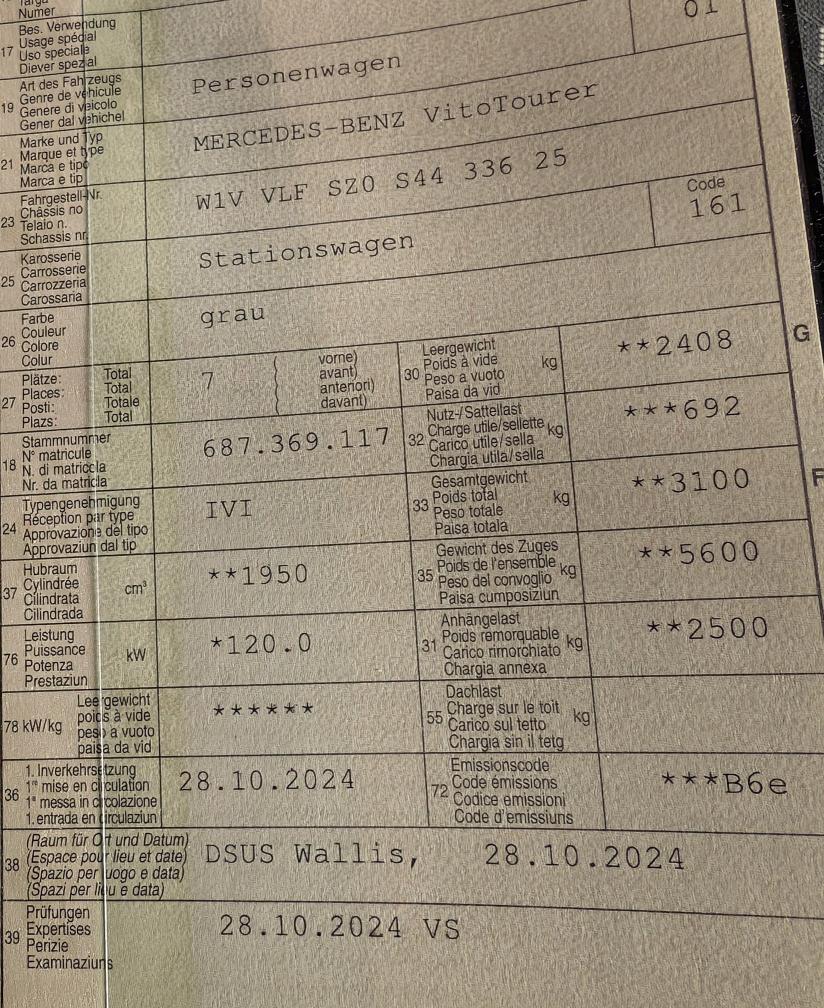 Targa
Numer
01
17 Bes. Verwendung
Usage spécial
Uso speciale
Diever spezial
19 Art des Fahrzeugs
Genre de véhicule
Genere di veicolo
Gener dal vehichel
Personenwagen
21 Marke und Typ
Marque et type
Marca e tipo
Marca e tip
MERCEDES-BENZ VitoTourer
23 Fahrgestell-Nr.
Châssis no
Telaio n.
Schassis nr.
W1V VLF SZ0 S44 336 25
25 Karosserie
Carrosserie
Carrozzeria
Carossaria
Stationswagen
Code
161
26 Farbe
Couleur
Colore
Colur
grau
27 Plätze: Total
Places: Total
Posti: Totale
Plazs: Total
7
vorne)
avant)
anteriori)
davant)
30 Leergewicht
Poids à vide
Peso a vuoto
Paisa da vid
kg
**2408
G
18 Stammnummer
N° matricule
N. di matricola
Nr. da matricla
687.369.117
32 Nutz-/Sattellast
Charge utile/sellette
Carico utile/sella
Chargia utila/sella
kg
***692
24 Typengenehmigung
Réception par type
Approvazione del tipo
Approvaziun dal tip
IVI
33 Gesamtgewicht
Poids total
Peso totale
Paisa totala
kg
**3100
F
37 Hubraum
Cylindrée
Cilindrata
Cilindrada
cm³
**1950
35 Gewicht des Zuges
Poids de l'ensemble
Peso del convoglio
Paisa cumposiziun
kg
**5600
76 Leistung
Puissance
Potenza
Prestaziun
kW
*120.0
31 Anhängelast
Poids remorquable
Carico rimorchiato
Chargia annexa
kg
**2500
78 kW/kg
Leergewicht
poids à vide
peso a vuoto
paisa da vid
******
55 Dachlast
Charge sur le toit
Carico sul tetto
Chargia sin il tetg
kg
36 1. Inverkehrsetzung
1re mise en circulation
1a messa in circolazione
1. entrada en circulaziun
28.10.2024
72 Emissionscode
Code émissions
Codice emissioni
Code d'emissiuns
***B6e
38 (Raum für Ort und Datum)
(Espace pour lieu et date)
(Spazio per luogo e data)
(Spazi per lieu e data)
DSUS Wallis, 28.10.2024
39 Prüfungen
Expertises
Perizie
Examinaziuns
28.10.2024 VS